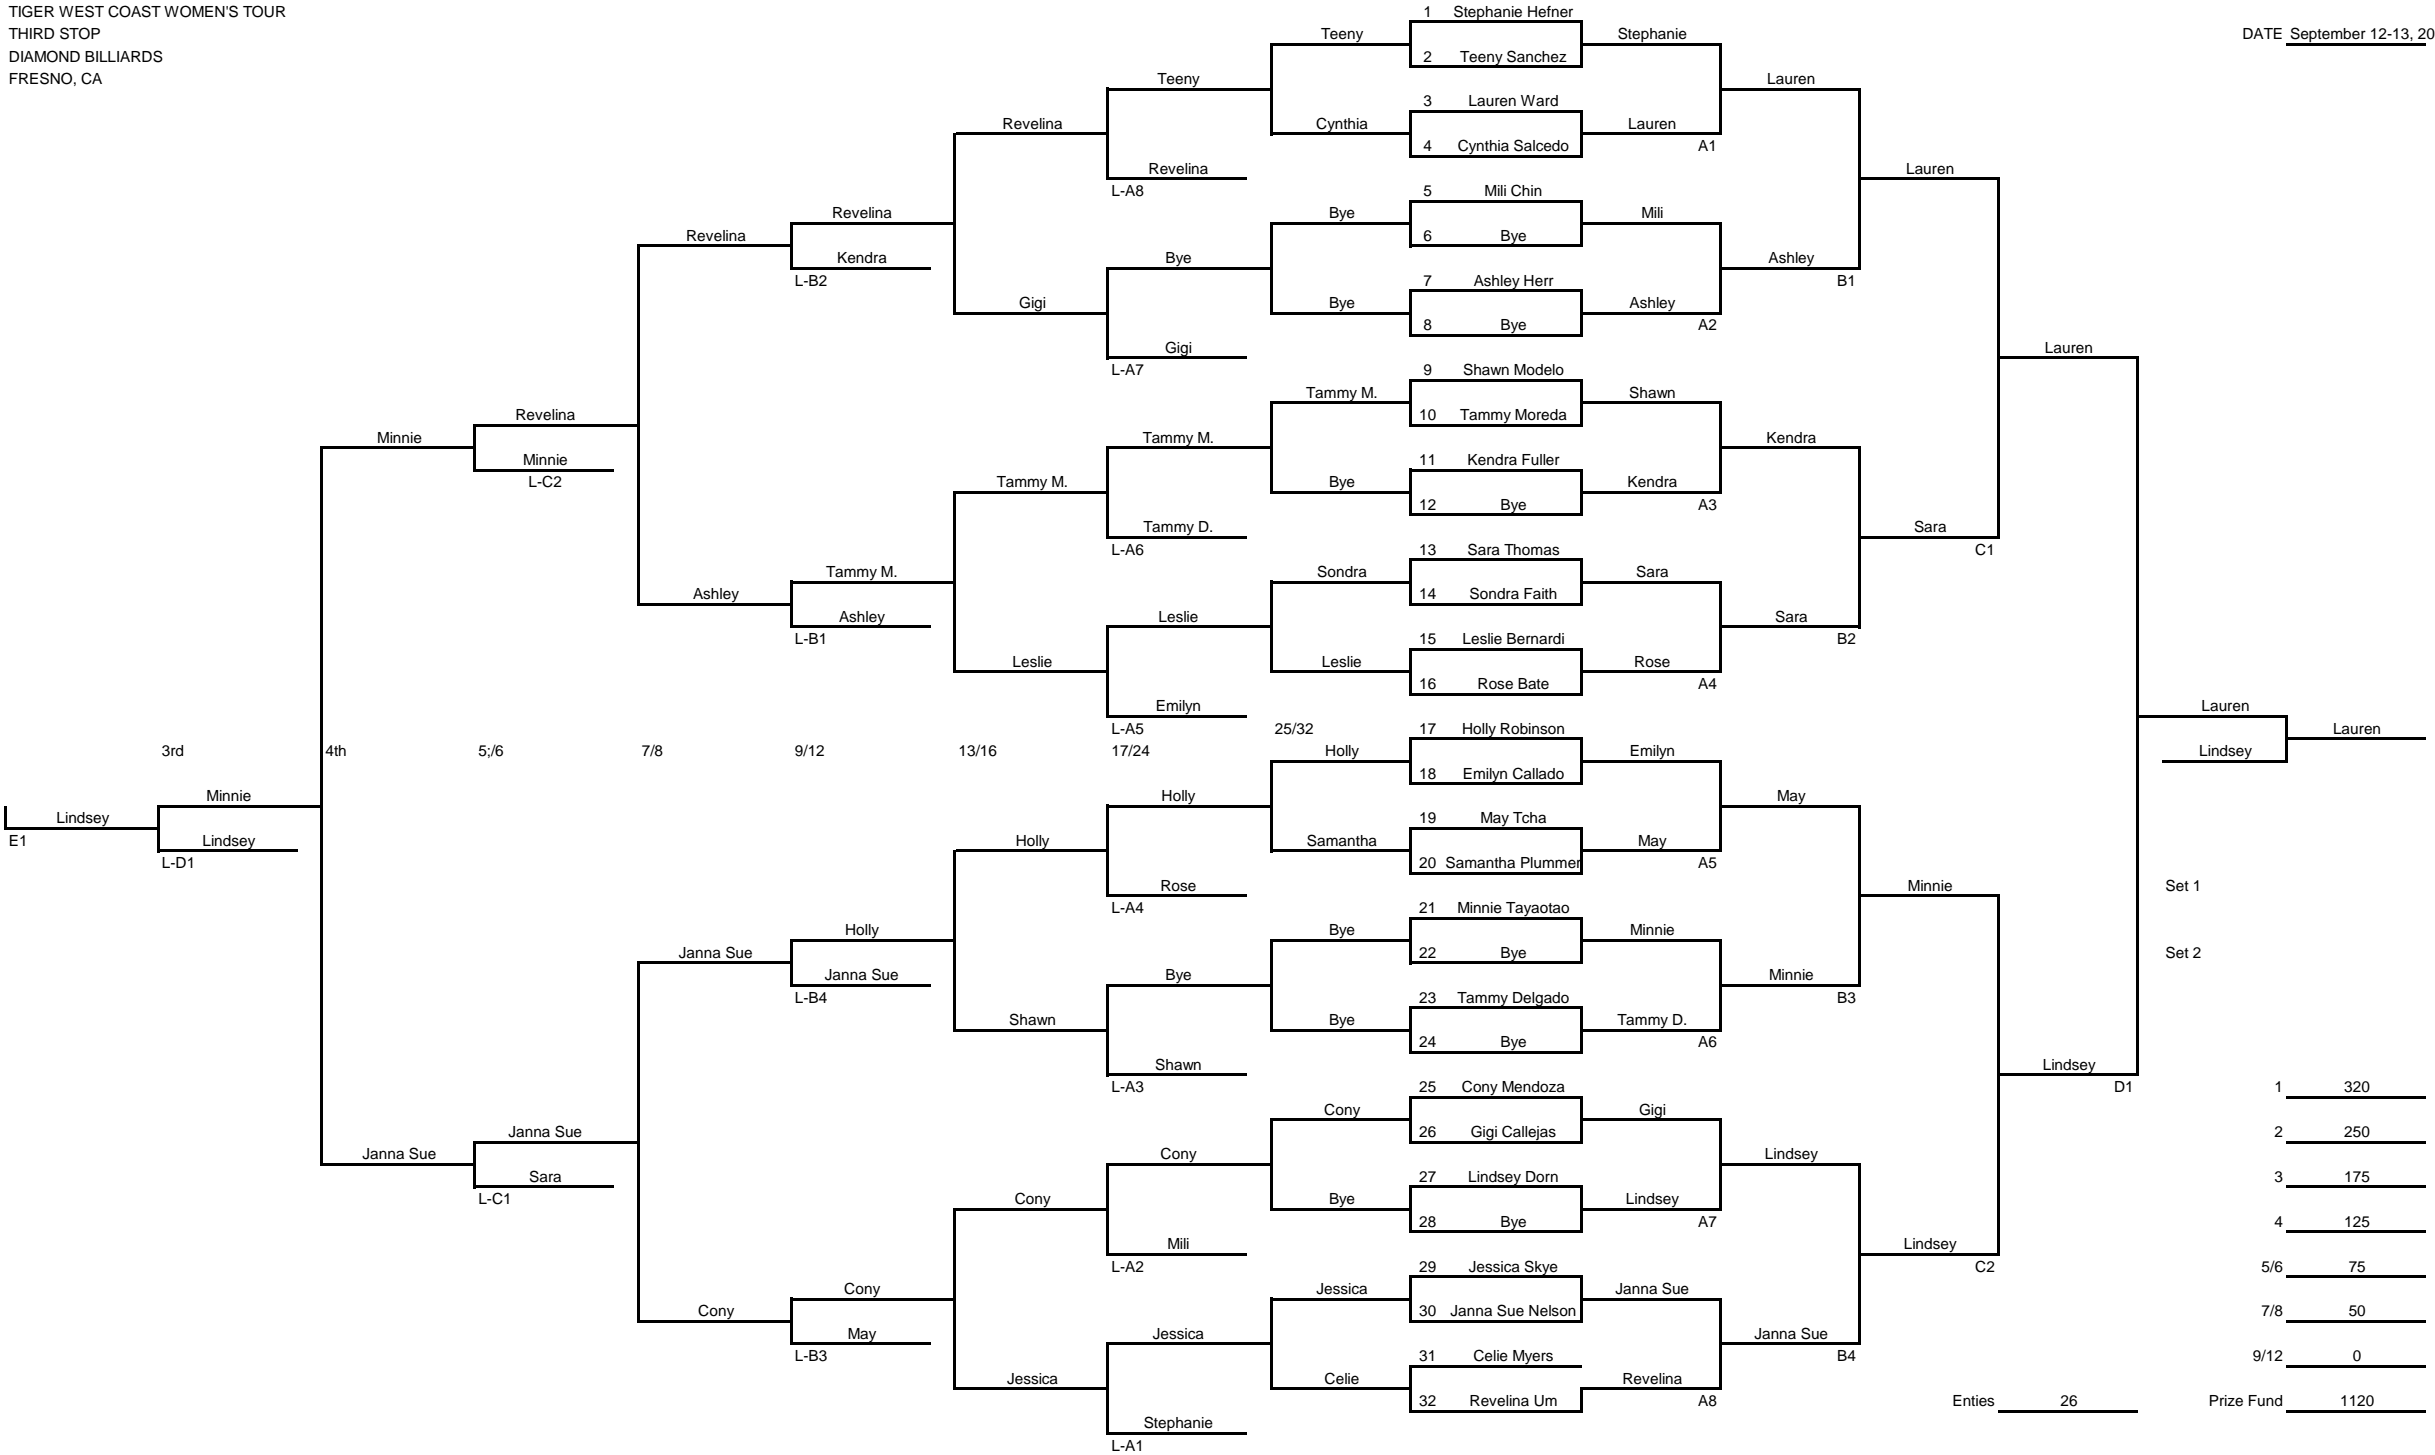 TIGER WEST COAST WOMEN'S TOUR
THIRD STOP
DIAMOND BILLIARDS
FRESNO, CA
DATE September 12-13, 20
1 Stephanie Hefner
Teeny Stephanie
2 Teeny Sanchez
Teeny Lauren
3 Lauren Ward
Revelina Cynthia Lauren
4 Cynthia Salcedo A1
Revelina Lauren
L-A8 5 Mili Chin
Revelina Bye Mili
Revelina 6 Bye
Kendra Bye Ashley
L-B2 7 Ashley Herr B1
Gigi Bye Ashley
8 Bye A2
Gigi Lauren
L-A7 9 Shawn Modelo
Tammy M. Shawn
Revelina 10 Tammy Moreda
Minnie Tammy M. Kendra
Minnie 11 Kendra Fuller
L-C2 Tammy M. Bye Kendra
12 Bye A3
Tammy D. Sara
L-A6 13 Sara Thomas C1
Tammy M. Sondra Sara
Ashley 14 Sondra Faith
Ashley Leslie Sara
L-B1 15 Leslie Bernardi B2
Leslie Leslie Rose
16 Rose Bate A4
Emilyn Lauren
L-A5 25/32 17 Holly Robinson Lauren
3rd 4th 5;/6 7/8 9/12 13/16 17/24 Holly Emilyn Lindsey
18 Emilyn Callado
Minnie Holly May
Lindsey 19 May Tcha
E1 Lindsey Holly Samantha May
L-D1 20 Samantha Plummer A5
Rose Minnie Set 1
L-A4 21 Minnie Tayaotao
Holly Bye Minnie
Janna Sue 22 Bye Set 2
Janna Sue Bye Minnie
L-B4 23 Tammy Delgado B3
Shawn Bye Tammy D.
24 Bye A6
Shawn Lindsey
L-A3 25 Cony Mendoza D1 1 320
Cony Gigi
Janna Sue 26 Gigi Callejas 2 250
Janna Sue Cony Lindsey
Sara 27 Lindsey Dorn 3 175
L-C1 Cony Bye Lindsey
28 Bye A7 4 125
Mili Lindsey
L-A2 29 Jessica Skye C2 5/6 75
Cony Jessica Janna Sue
Cony 30 Janna Sue Nelson 7/8 50
May Jessica Janna Sue
L-B3 31 Celie Myers B4 9/12 0
Jessica Celie Revelina
32 Revelina Um A8 Enties 26 Prize Fund 1120
Stephanie
L-A1